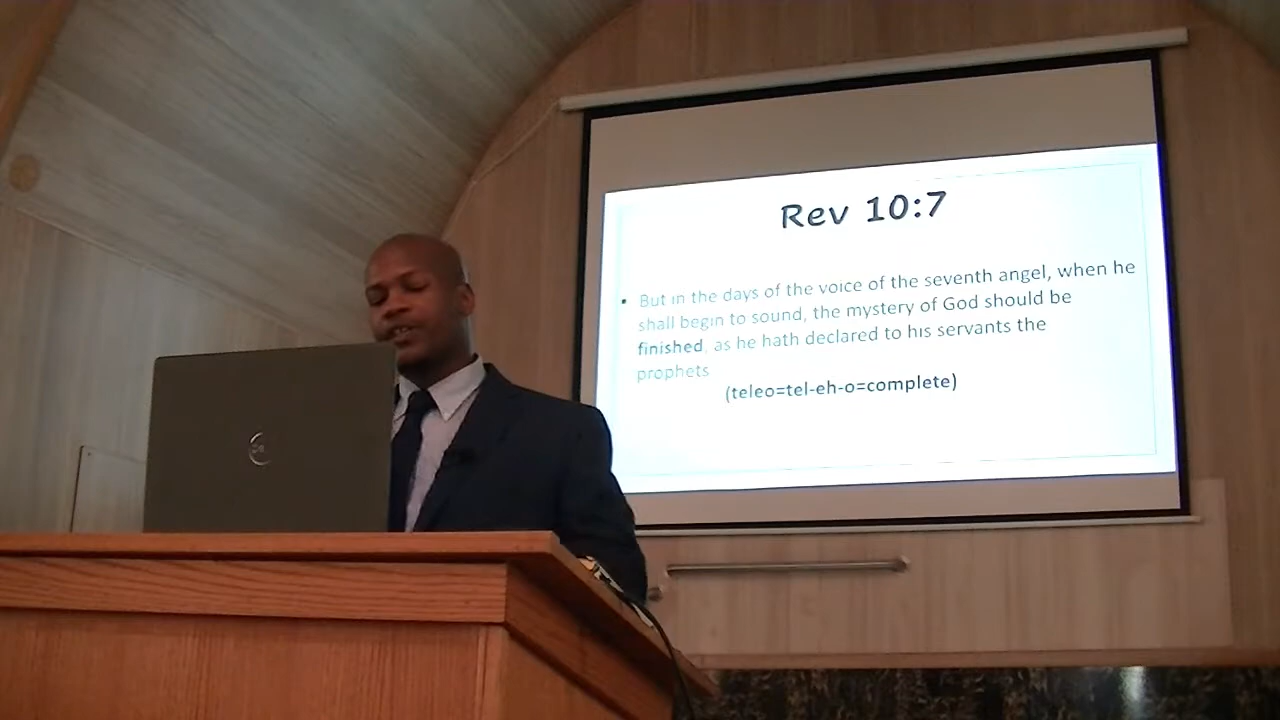 Rev 10:7
▪ But in the days of the voice of the seventh angel, when he
shall begin to sound, the mystery of God should be
finished, as he hath declared to his servants the
prophets
(teleo=tel-eh-o=complete)